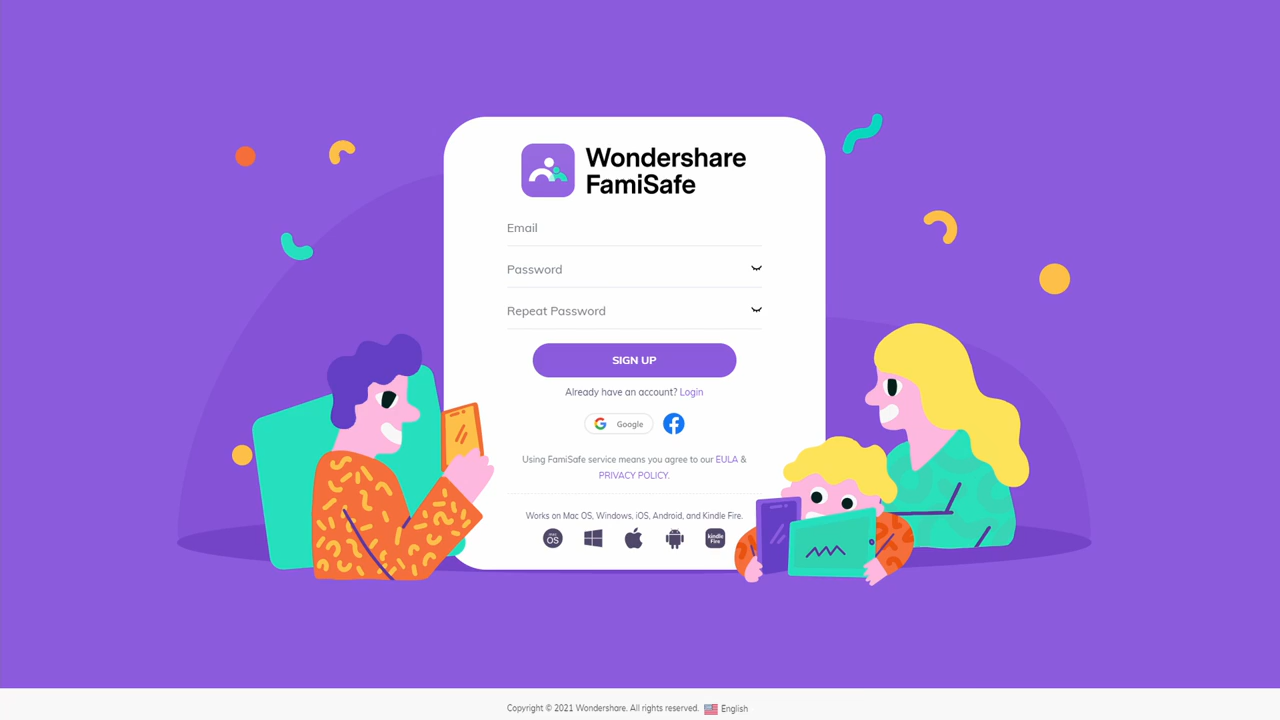 Wondershare
FamiSafe
Email
Password
Repeat Password
SIGN UP
Already have an account? Login
Google
Using FamiSafe service means you agree to our EULA &
PRIVACY POLICY.
Works on Mac OS, Windows, iOS, Android, and Kindle Fire.
mac
OS
kindle
Fire
Copyright © 2021 Wondershare. All rights reserved. English